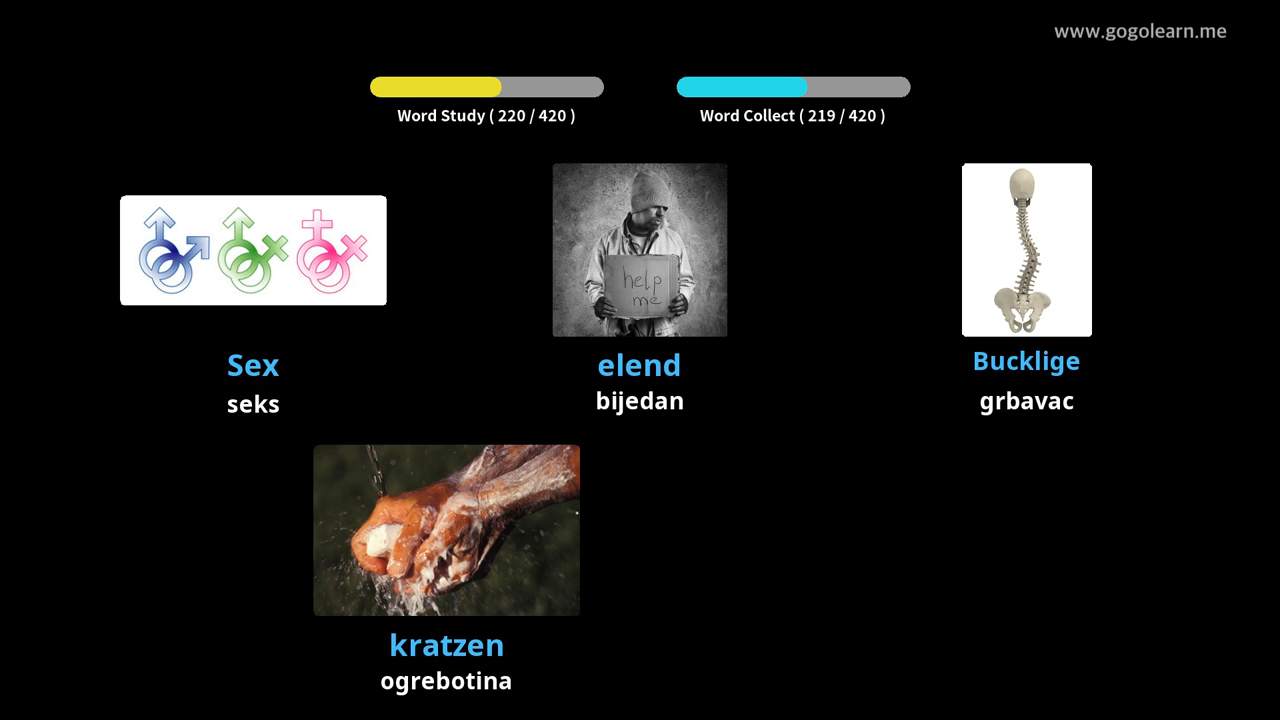 www.gogolearn.me
Word Study ( 220 / 420 )
Word Collect ( 219 / 420 )
help
me
Sex
seks
elend
bijedan
Bucklige
grbavac
kratzen
ogrebotina